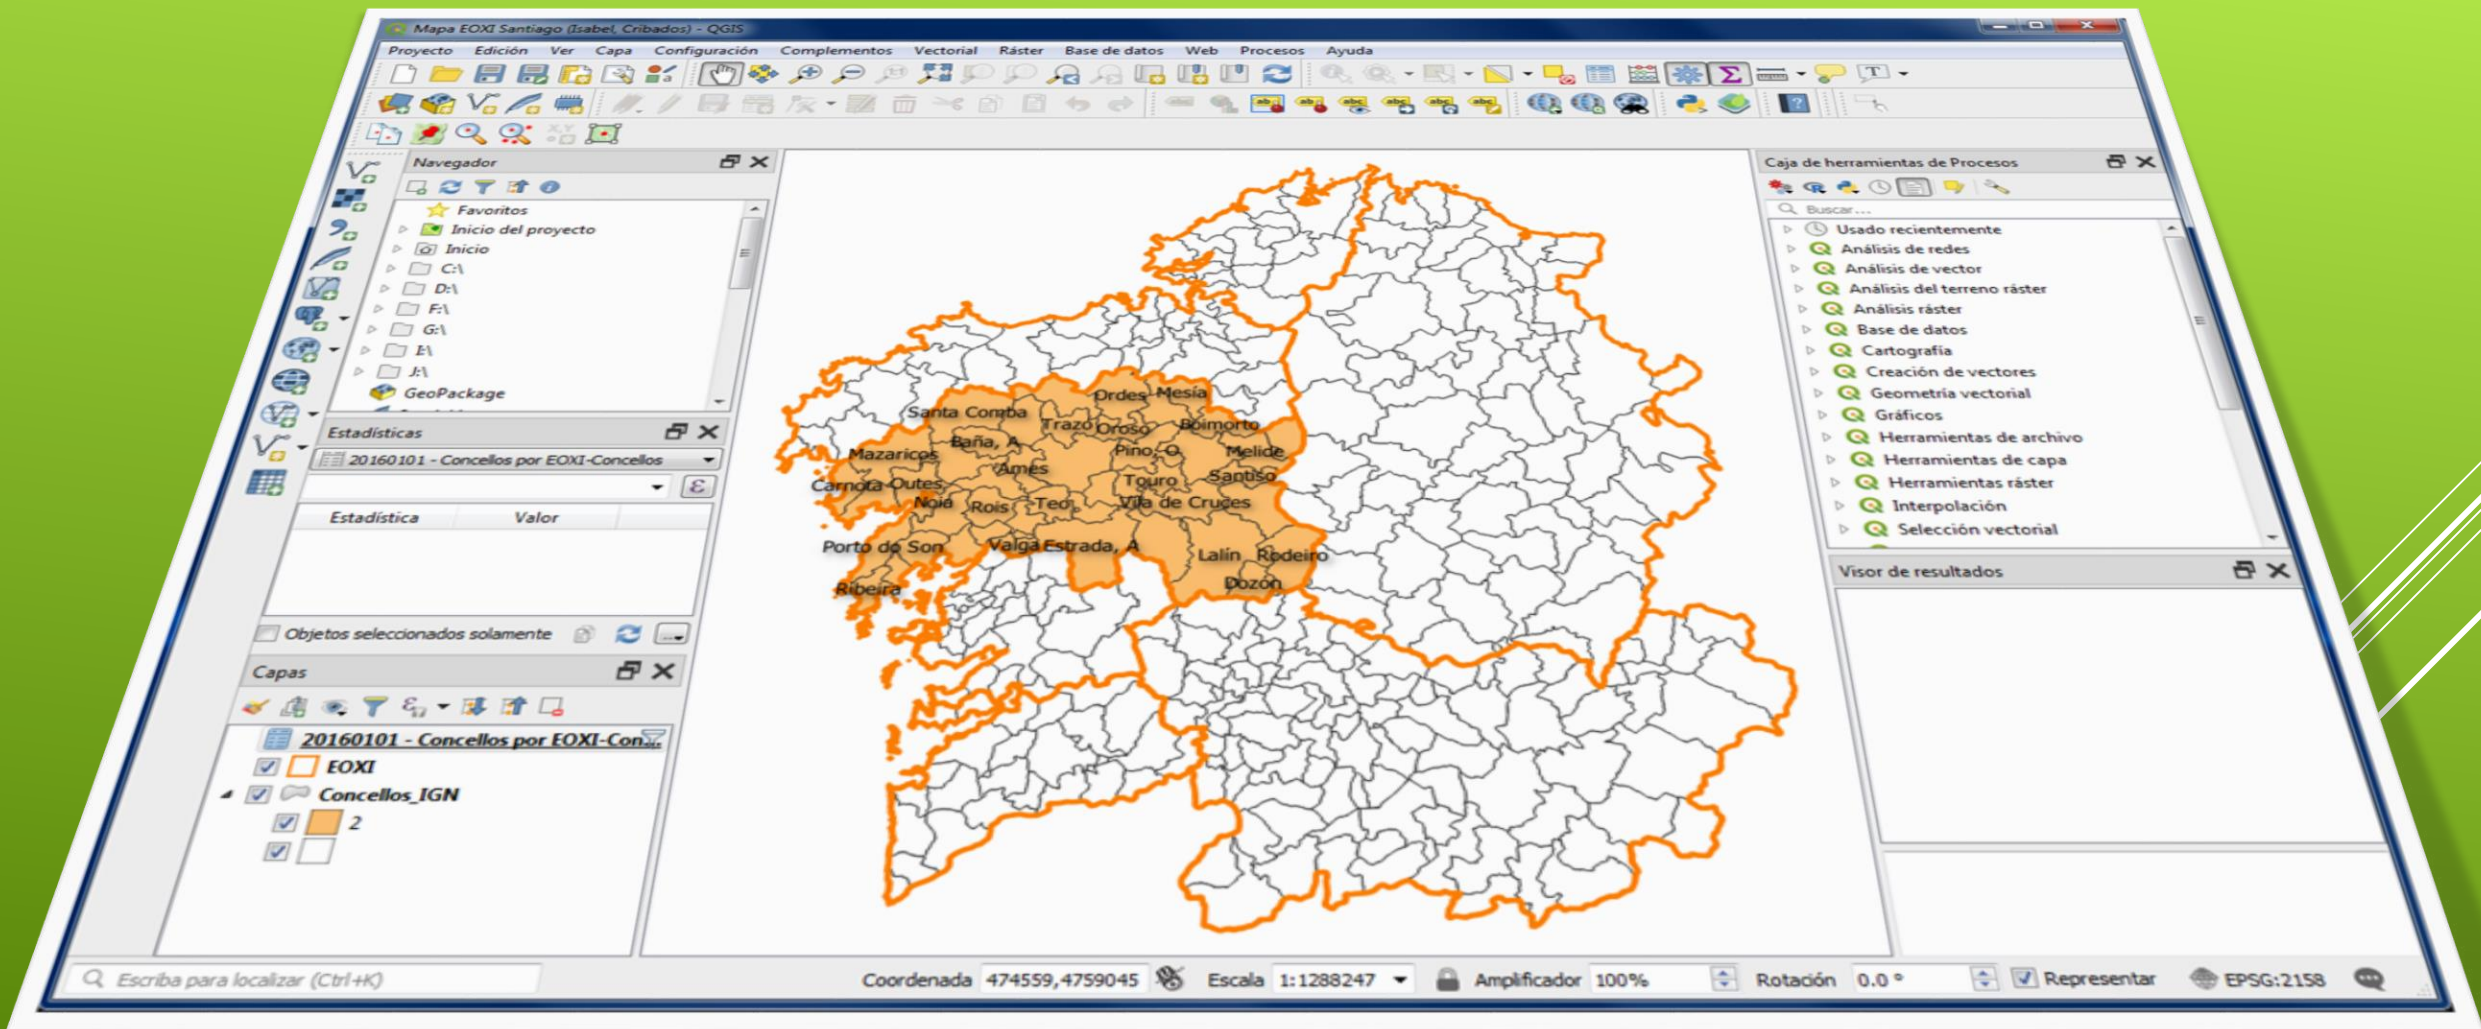 Mapa EOXI Santiago (Isabel, Cribados) - QGIS
Proyecto Edición Ver Capa Configuración Complementos Vectorial Ráster Base de datos Web Procesos Ayuda
Navegador
Favoritos
Inicio del proyecto
Inicio
C:\
D:\
F:\
G:\
I:\
J:\
GeoPackage
Estadísticas
20160101 - Concellos por EOXI-Concellos
Estadística Valor
Objetos seleccionados solamente
Capas
20160101 - Concellos por EOXI-Con...
EOXI
Concellos_IGN
2
Ordes Mesía
Santa Comba
Trazo Oroso Boimorto
Baña, A
Mazaricos Pino, O Melide
Ames
Carnota Outes Touro Santiso
Noia Rois Teo Vila de Cruces
Porto do Son Valga Estrada, A
Lalín Rodeiro
Ribeira Dozón
Caja de herramientas de Procesos
Buscar...
Usado recientemente
Análisis de redes
Análisis de vector
Análisis del terreno ráster
Análisis ráster
Base de datos
Cartografía
Creación de vectores
Geometría vectorial
Gráficos
Herramientas de archivo
Herramientas de capa
Herramientas ráster
Interpolación
Selección vectorial
Visor de resultados
Escriba para localizar (Ctrl+K)
Coordenada 474559,4759045 Escala 1:1288247 Amplificador 100% Rotación 0.0 ° Representar EPSG:2158